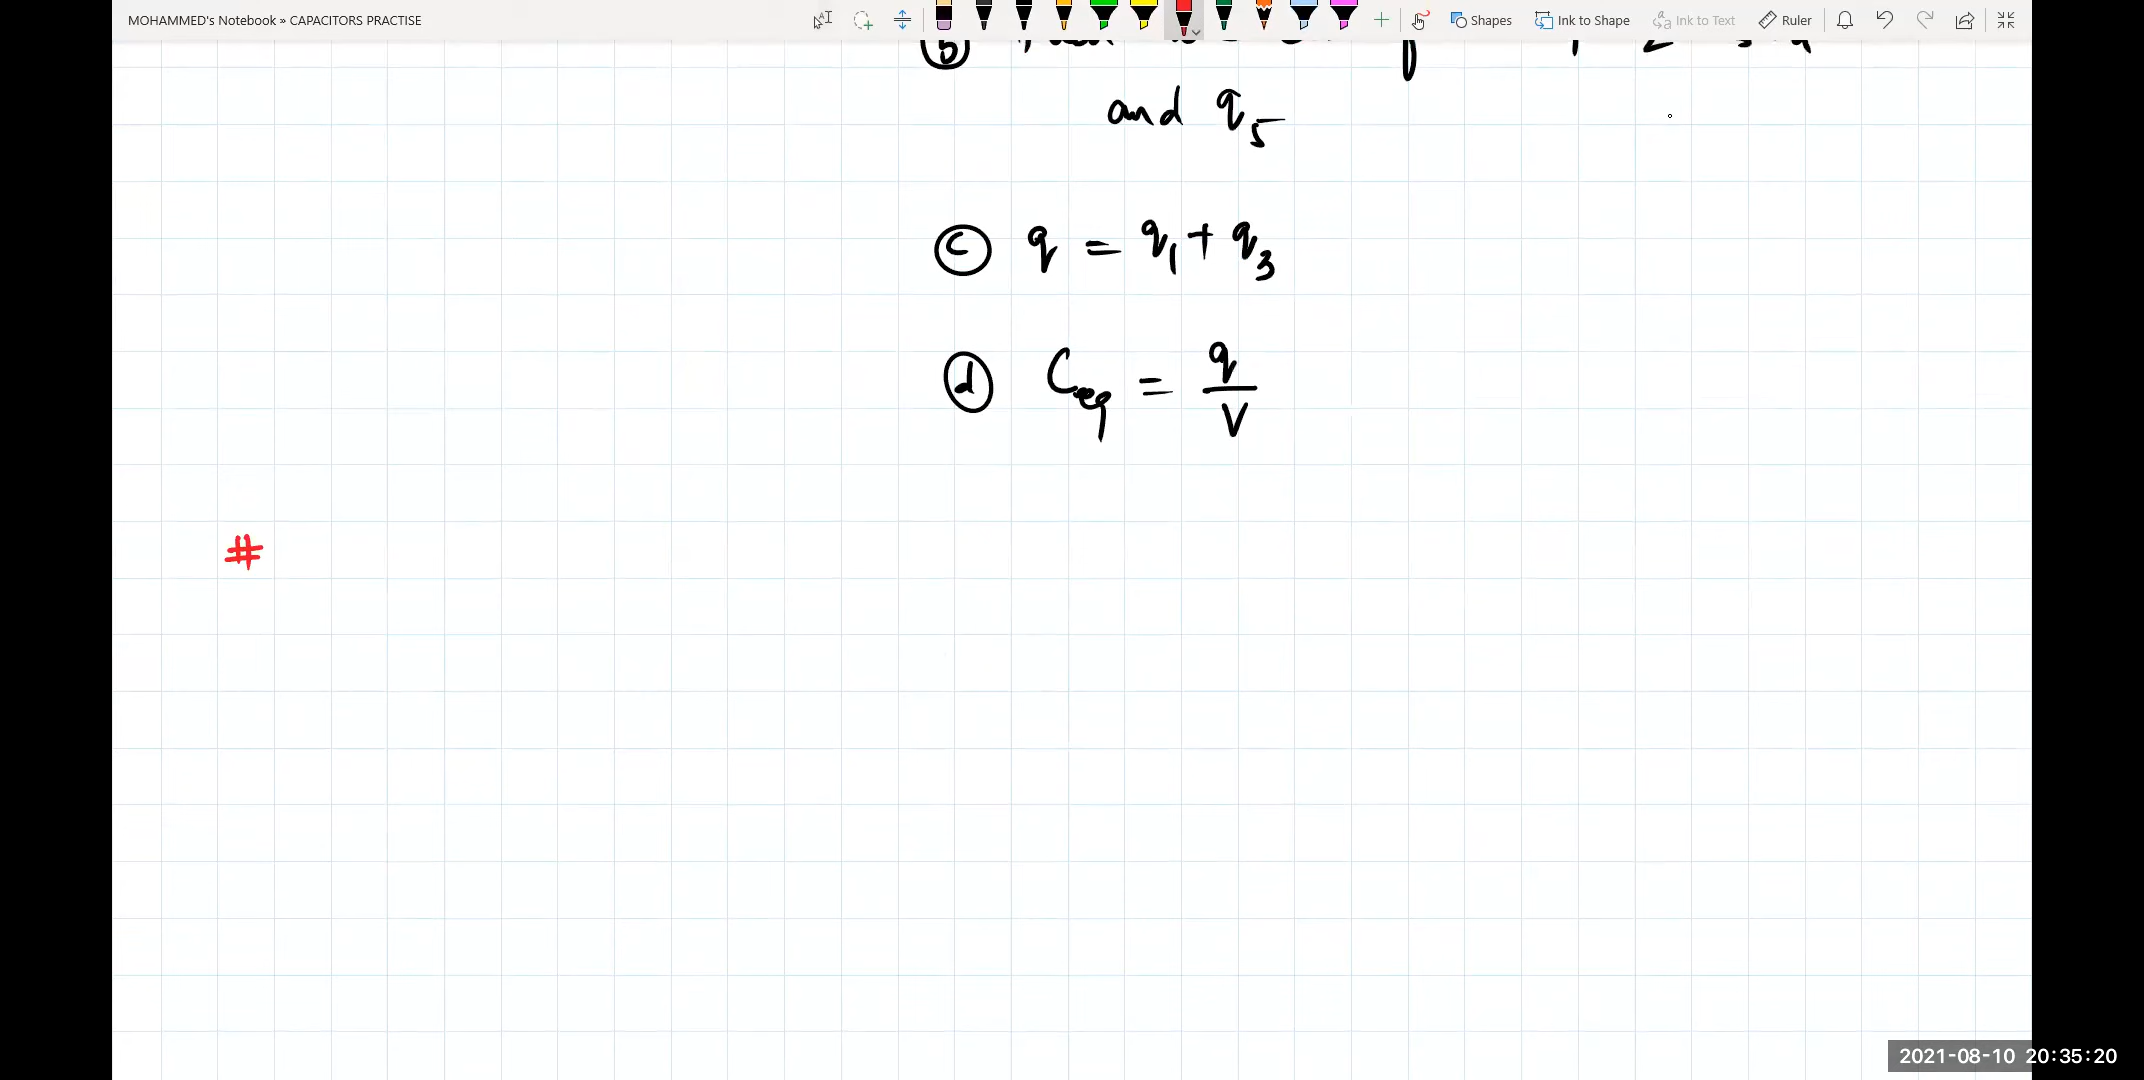 MOHAMMED's Notebook » CAPACITORS PRACTISE
Shapes Ink to Shape Ink to Text Ruler
b
and q₅
c q = q₁ + q₃
d C_eq = q/V
#
2021-08-10 20:35:20